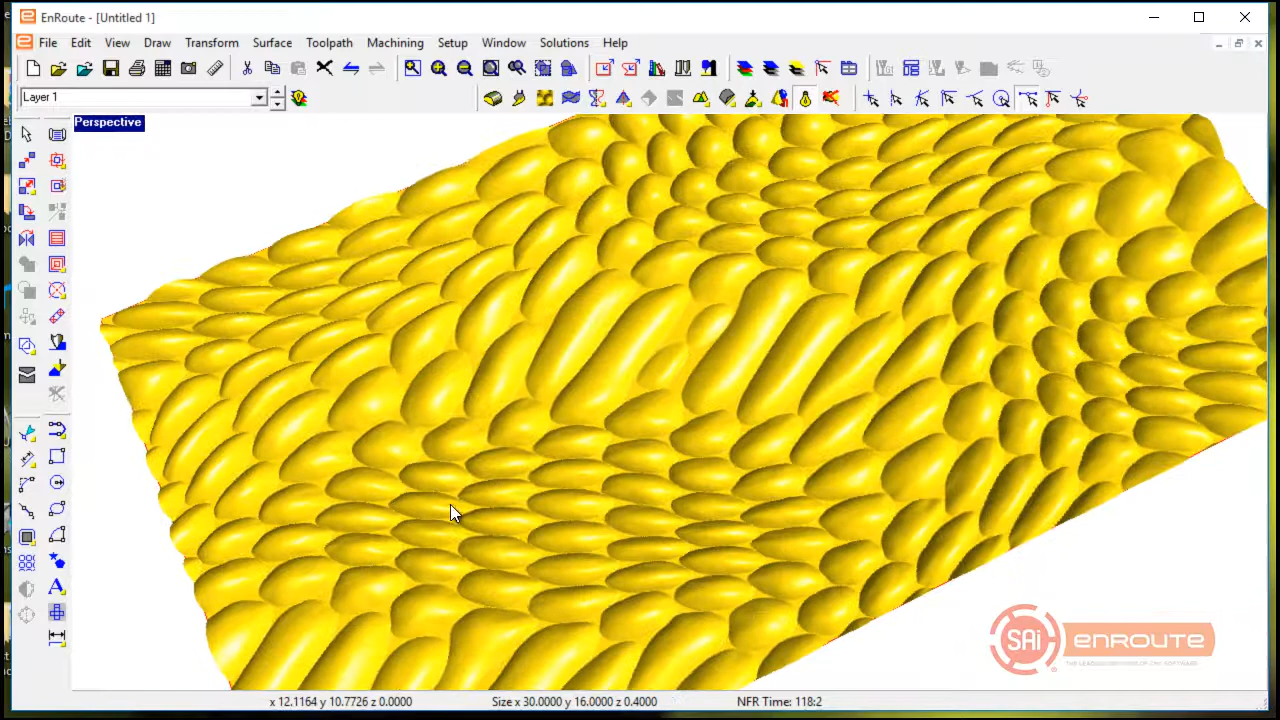 EnRoute - [Untitled 1]
File Edit View Draw Transform Surface Toolpath Machining Setup Window Solutions Help
Layer 1
Perspective
SAi ENROUTE
x 12.1164 y 10.7726 z 0.0000 Size x 30.0000 y 16.0000 z 0.4000 NFR Time: 118:2